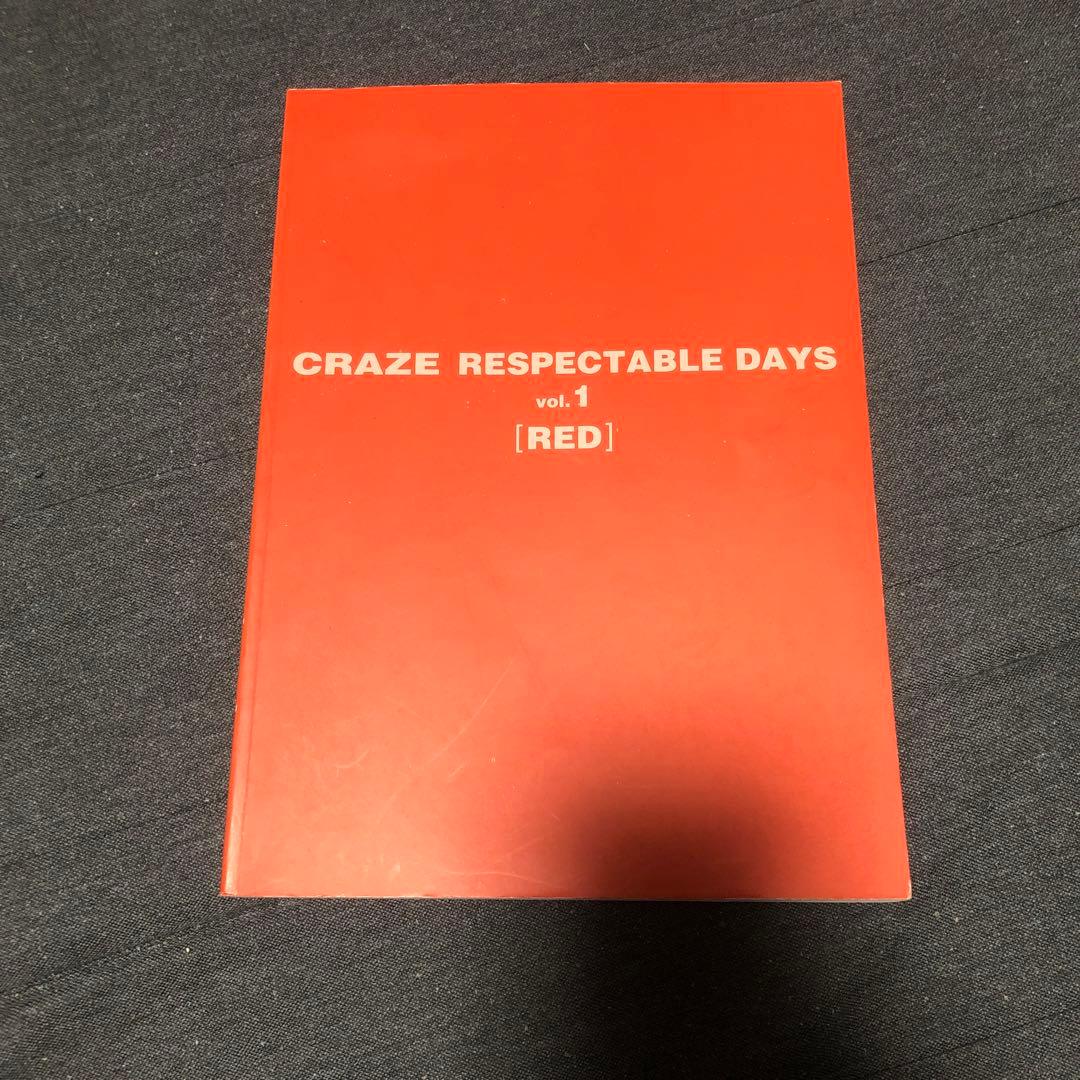 CRAZE RESPECTABLE DAYS
vol.1
[RED]